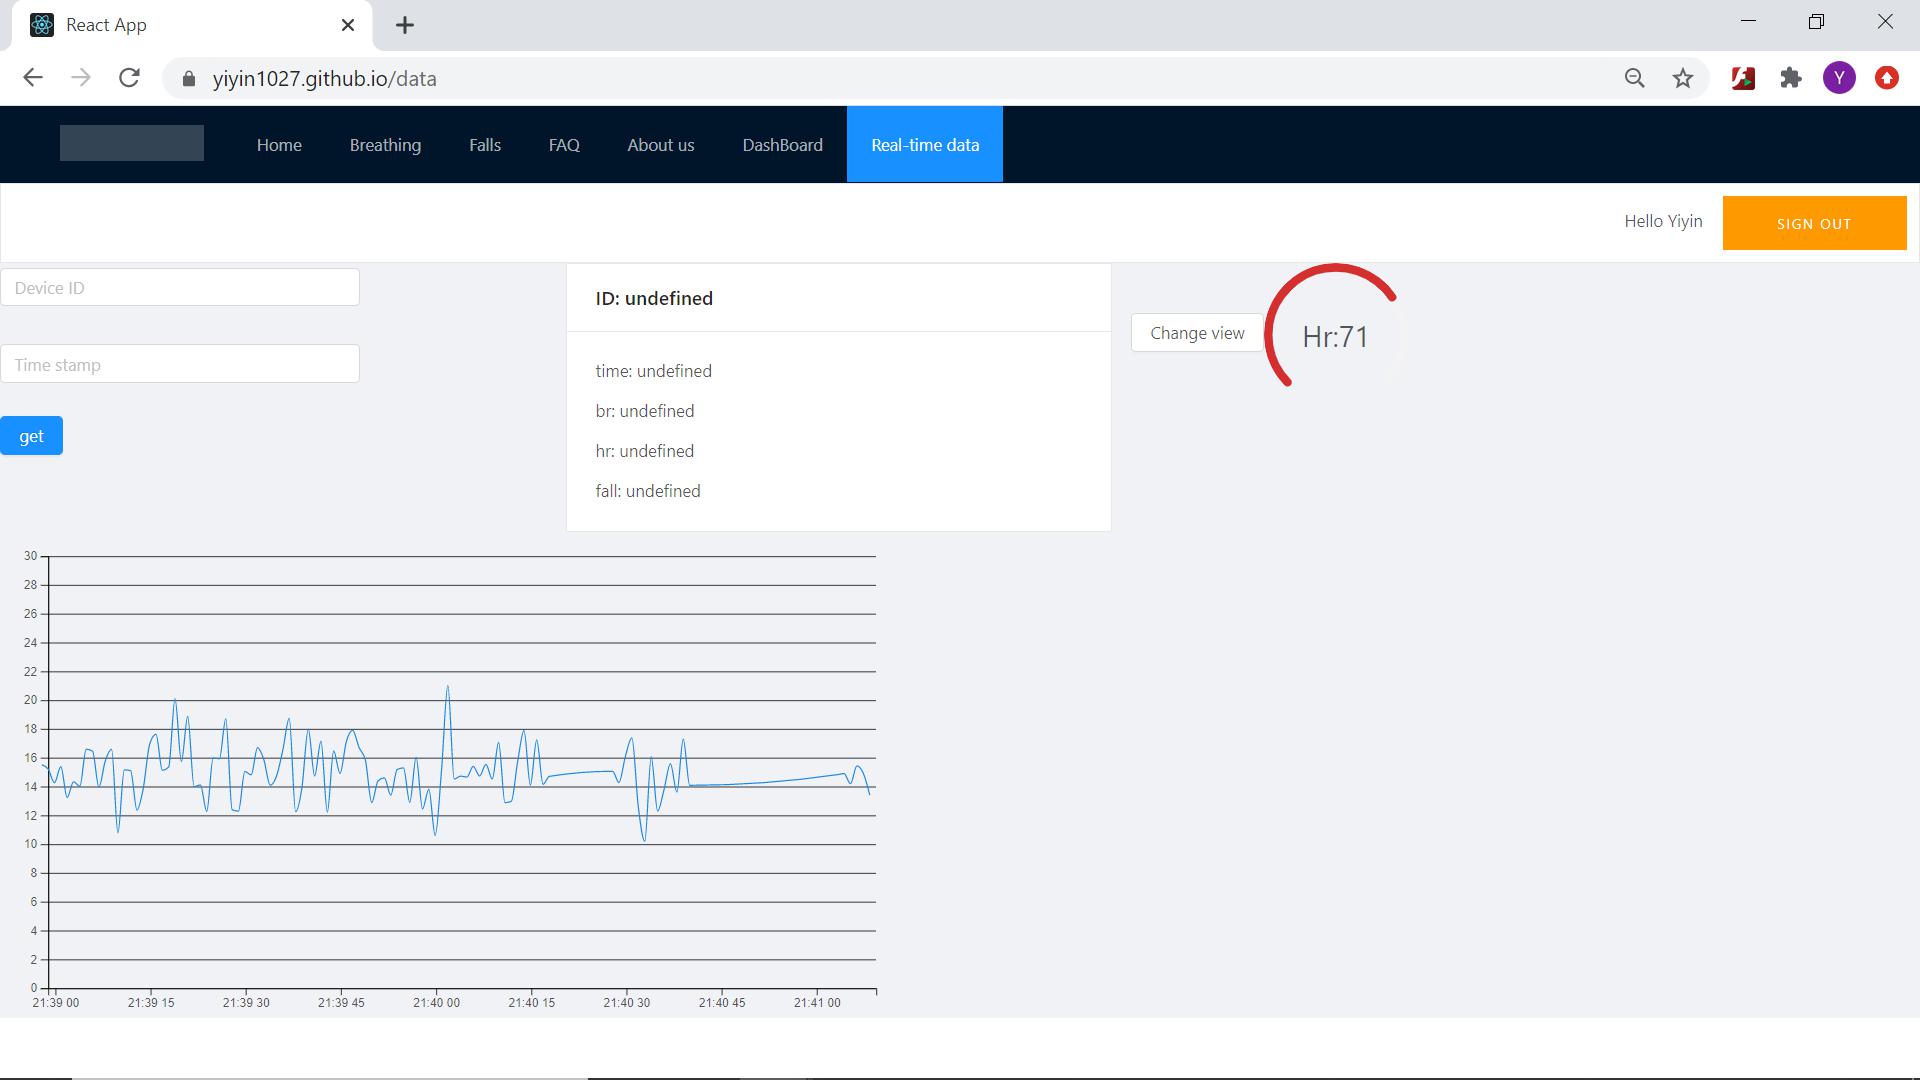 React App
yiyin1027.github.io/data
Y
Home Breathing Falls FAQ About us DashBoard Real-time data
Hello Yiyin SIGN OUT
Device ID
Time stamp
get
ID: undefined
time: undefined
br: undefined
hr: undefined
fall: undefined
Change view
Hr:71
30
28
26
24
22
20
18
16
14
12
10
8
6
4
2
0
21:39 00 21:39 15 21:39 30 21:39 45 21:40 00 21:40 15 21:40 30 21:40 45 21:41 00